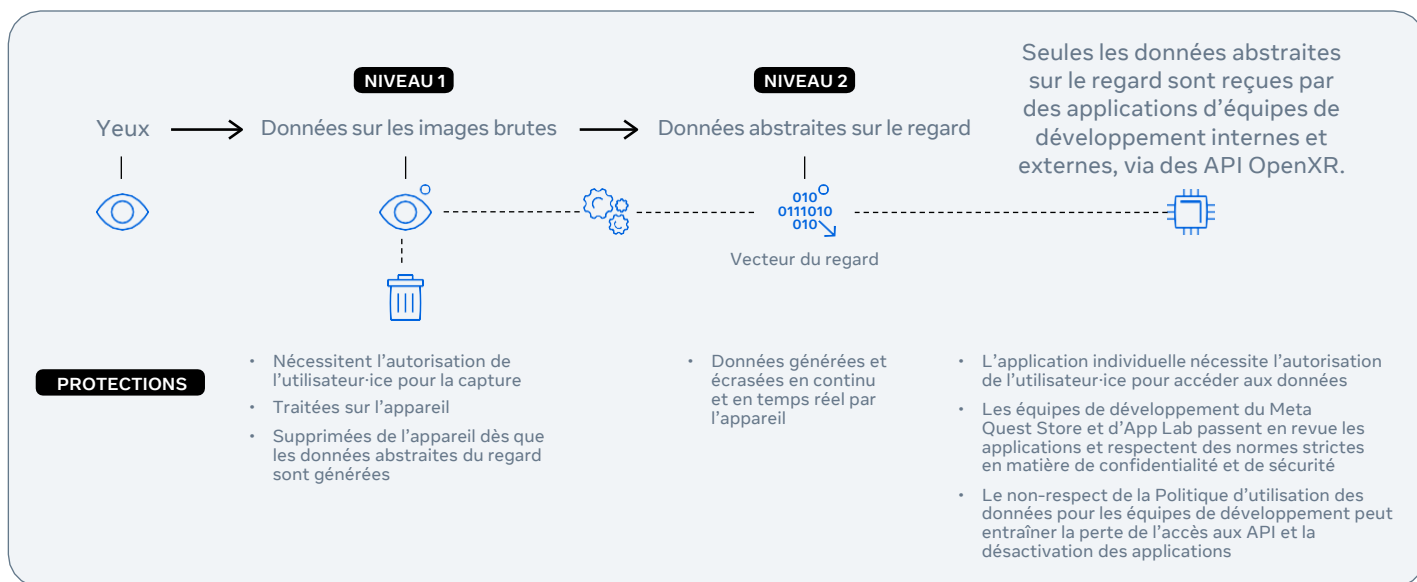 NIVEAU 1
NIVEAU 2
Seules les données abstraites
sur le regard sont reçues par
des applications d’équipes de
développement internes et
externes, via des API OpenXR.
Yeux
Données sur les images brutes
Données abstraites sur le regard
010
0111010
010
Vecteur du regard
PROTECTIONS
• Nécessitent l’autorisation de
l’utilisateur·ice pour la capture
• Traitées sur l’appareil
• Supprimées de l’appareil dès que
les données abstraites du regard
sont générées
• Données générées et
écrasées en continu
et en temps réel par
l’appareil
• L’application individuelle nécessite l’autorisation
de l’utilisateur·ice pour accéder aux données
• Les équipes de développement du Meta
Quest Store et d’App Lab passent en revue les
applications et respectent des normes strictes
en matière de confidentialité et de sécurité
• Le non-respect de la Politique d’utilisation des
données pour les équipes de développement peut
entraîner la perte de l’accès aux API et la
désactivation des applications